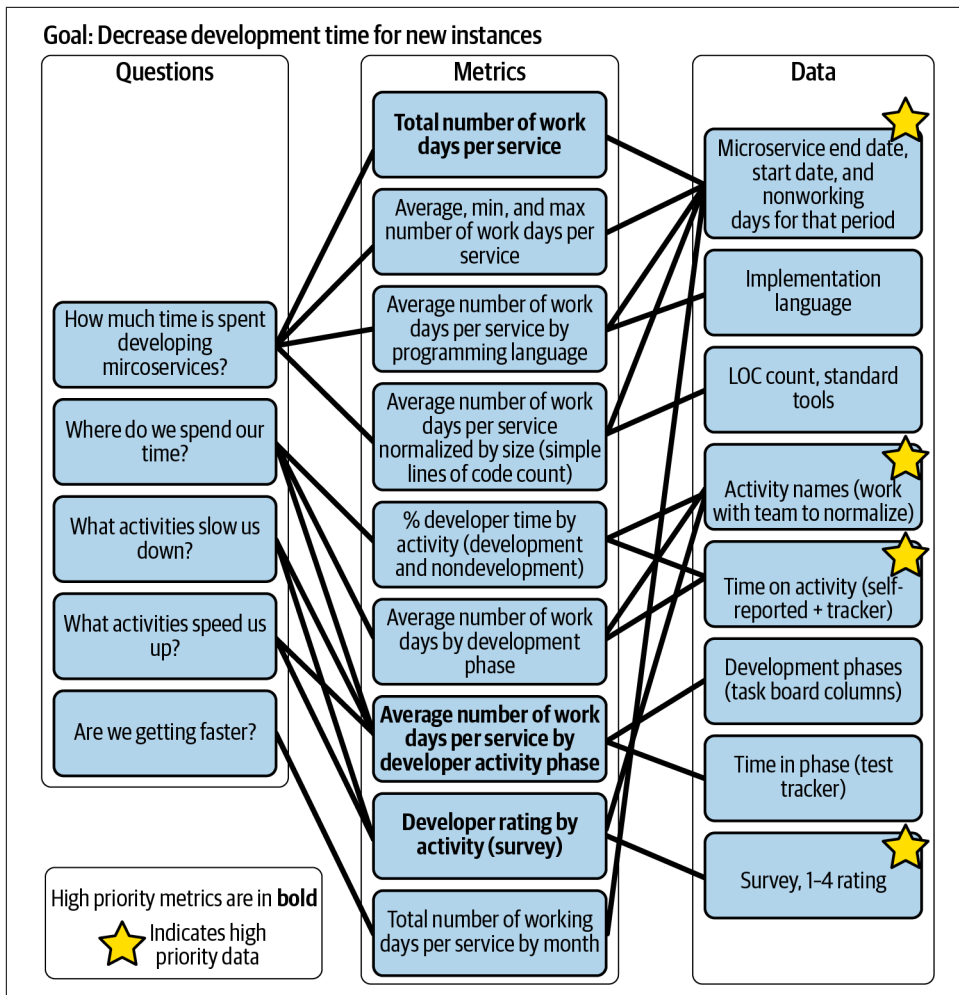 Goal: Decrease development time for new instances
Questions
How much time is spent
developing
mircoservices?
Where do we spend our
time?
What activities slow us
down?
What activities speed us
up?
Are we getting faster?
Metrics
Total number of work
days per service
Average, min, and max
number of work days per
service
Average number of work
days per service by
programming language
Average number of work
days per service
normalized by size (simple
lines of code count)
% developer time by
activity (development
and nondevelopment)
Average number of work
days by development
phase
Average number of work
days per service by
developer activity phase
Developer rating by
activity (survey)
Total number of working
days per service by month
Data
Microservice end date,
start date, and
nonworking
days for that period
Implementation
language
LOC count, standard
tools
Activity names (work
with team to normalize)
Time on activity (self-
reported + tracker)
Development phases
(task board columns)
Time in phase (test
tracker)
Survey, 1–4 rating
High priority metrics are in bold
Indicates high
priority data